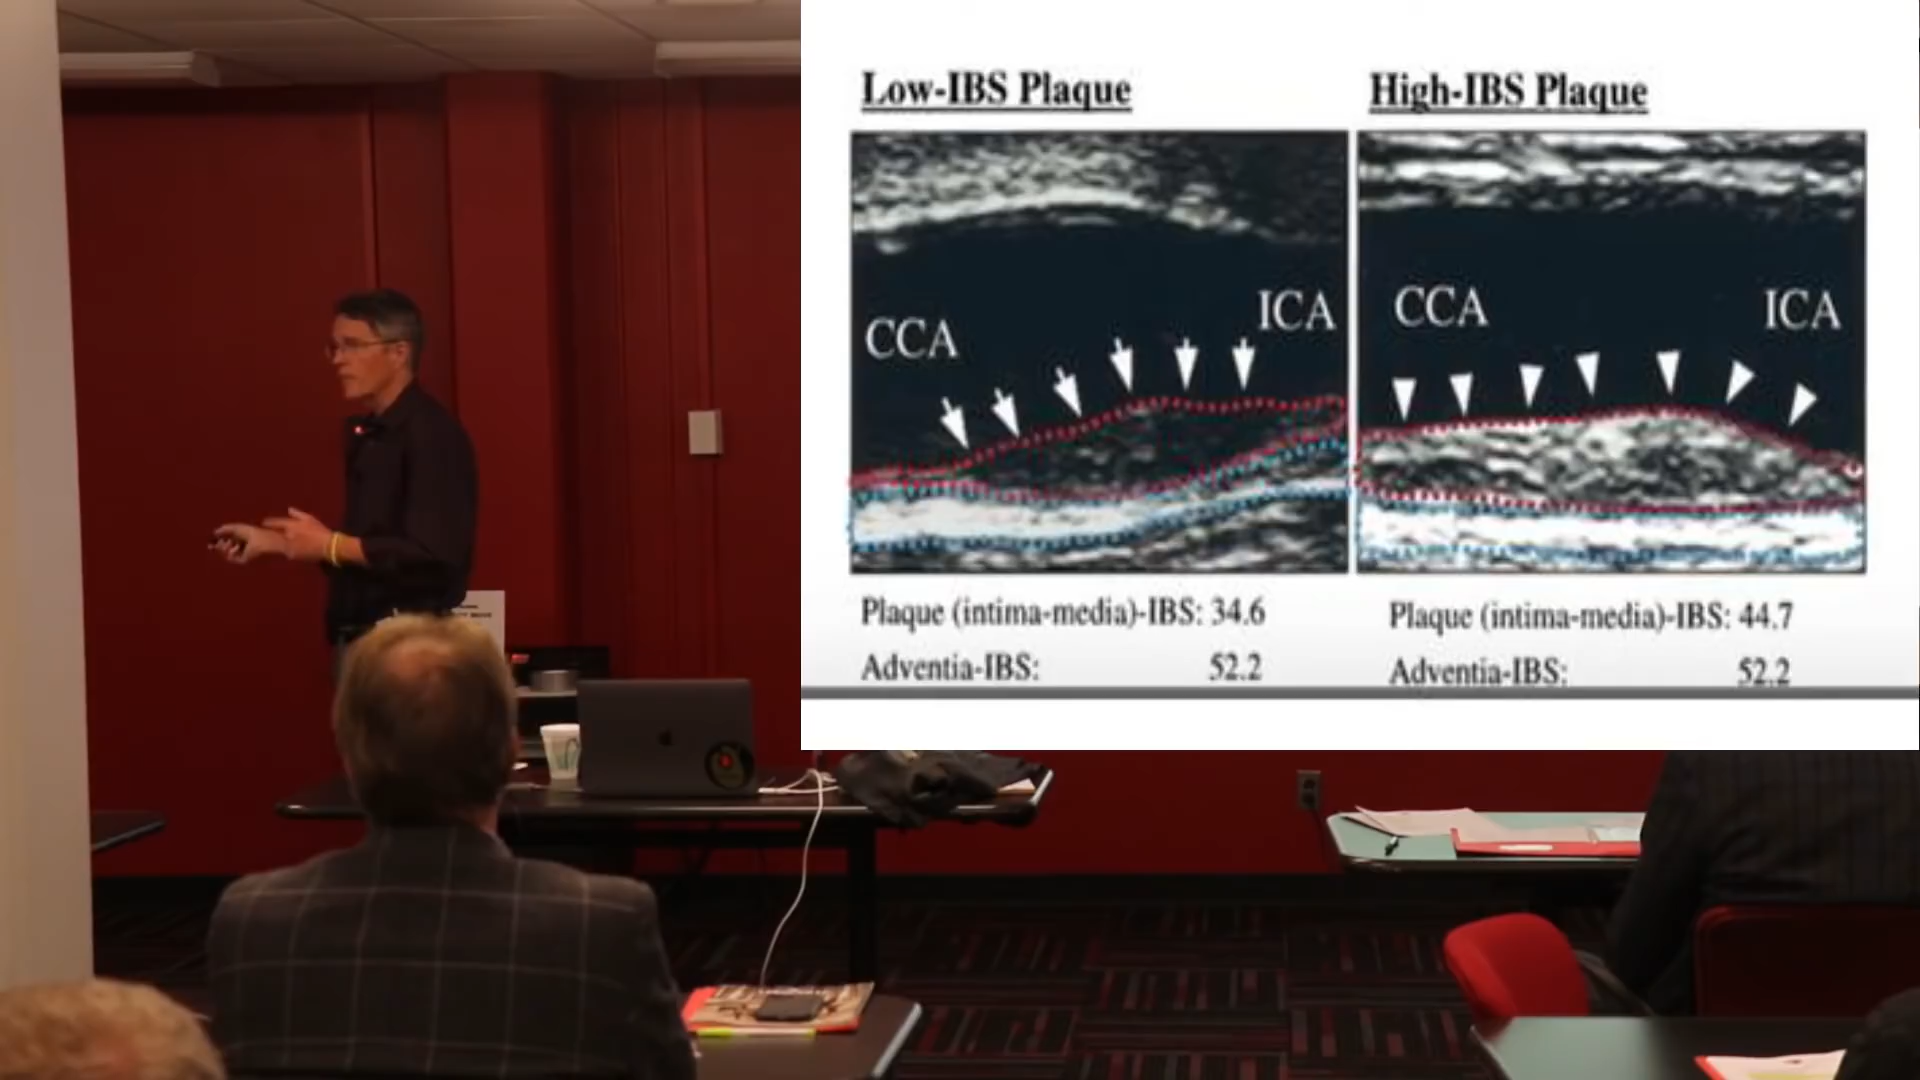 Low-IBS Plaque
High-IBS Plaque
CCA
ICA
CCA
ICA
Plaque (intima-media)-IBS: 34.6
Adventia-IBS: 52.2
Plaque (intima-media)-IBS: 44.7
Adventia-IBS: 52.2